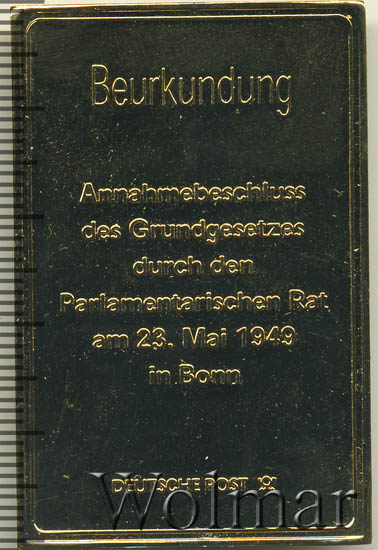 Beurkundung
Annahmebeschluss
des Grundgesetzes
durch den
Parlamentarischen Rat
am 23. Mai 1949
in Bonn
DEUTSCHE POST
Wolmar